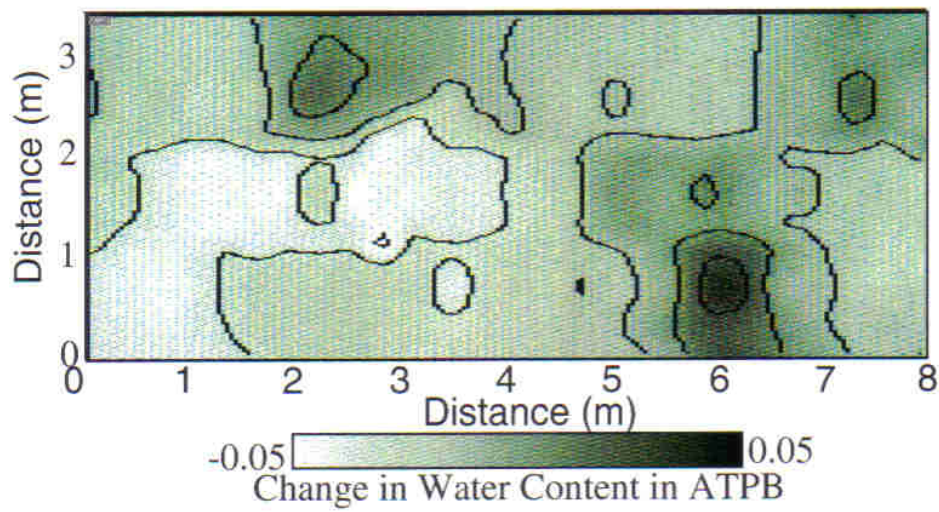 Distance (m)
3
2
1
0
0 1 2 3 4 5 6 7 8
Distance (m)
-0.05 0.05
Change in Water Content in ATPB